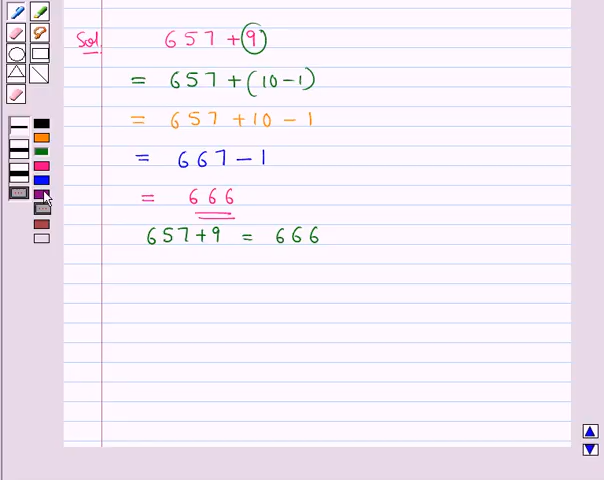 Sol. 657 + 9
= 657 + (10 - 1)
= 657 + 10 - 1
= 667 - 1
= 666
657 + 9 = 666